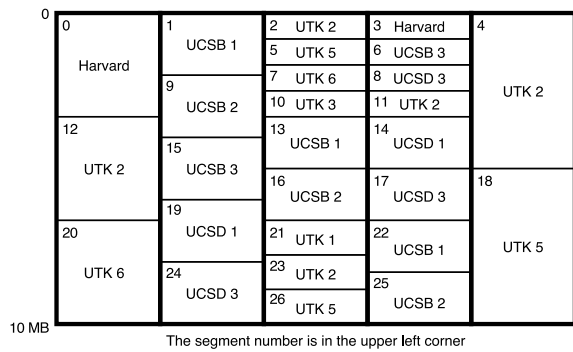 0
0 1 2 UTK 2 3 Harvard 4
UCSB 1
5 UTK 5 6 UCSB 3
Harvard
7 UTK 6 8 UCSD 3
9
UTK 2
10 UTK 3 11 UTK 2
UCSB 2
12 13 14
UCSB 1 UCSD 1
15
UTK 2 UCSB 3
16 17 18
UCSB 2 UCSD 3
19
20 21 UTK 1 22
UCSD 1 UCSB 1
UTK 5
23 UTK 2
24
UTK 6 25
UCSD 3 UCSB 2
26 UTK 5
10 MB
The segment number is in the upper left corner